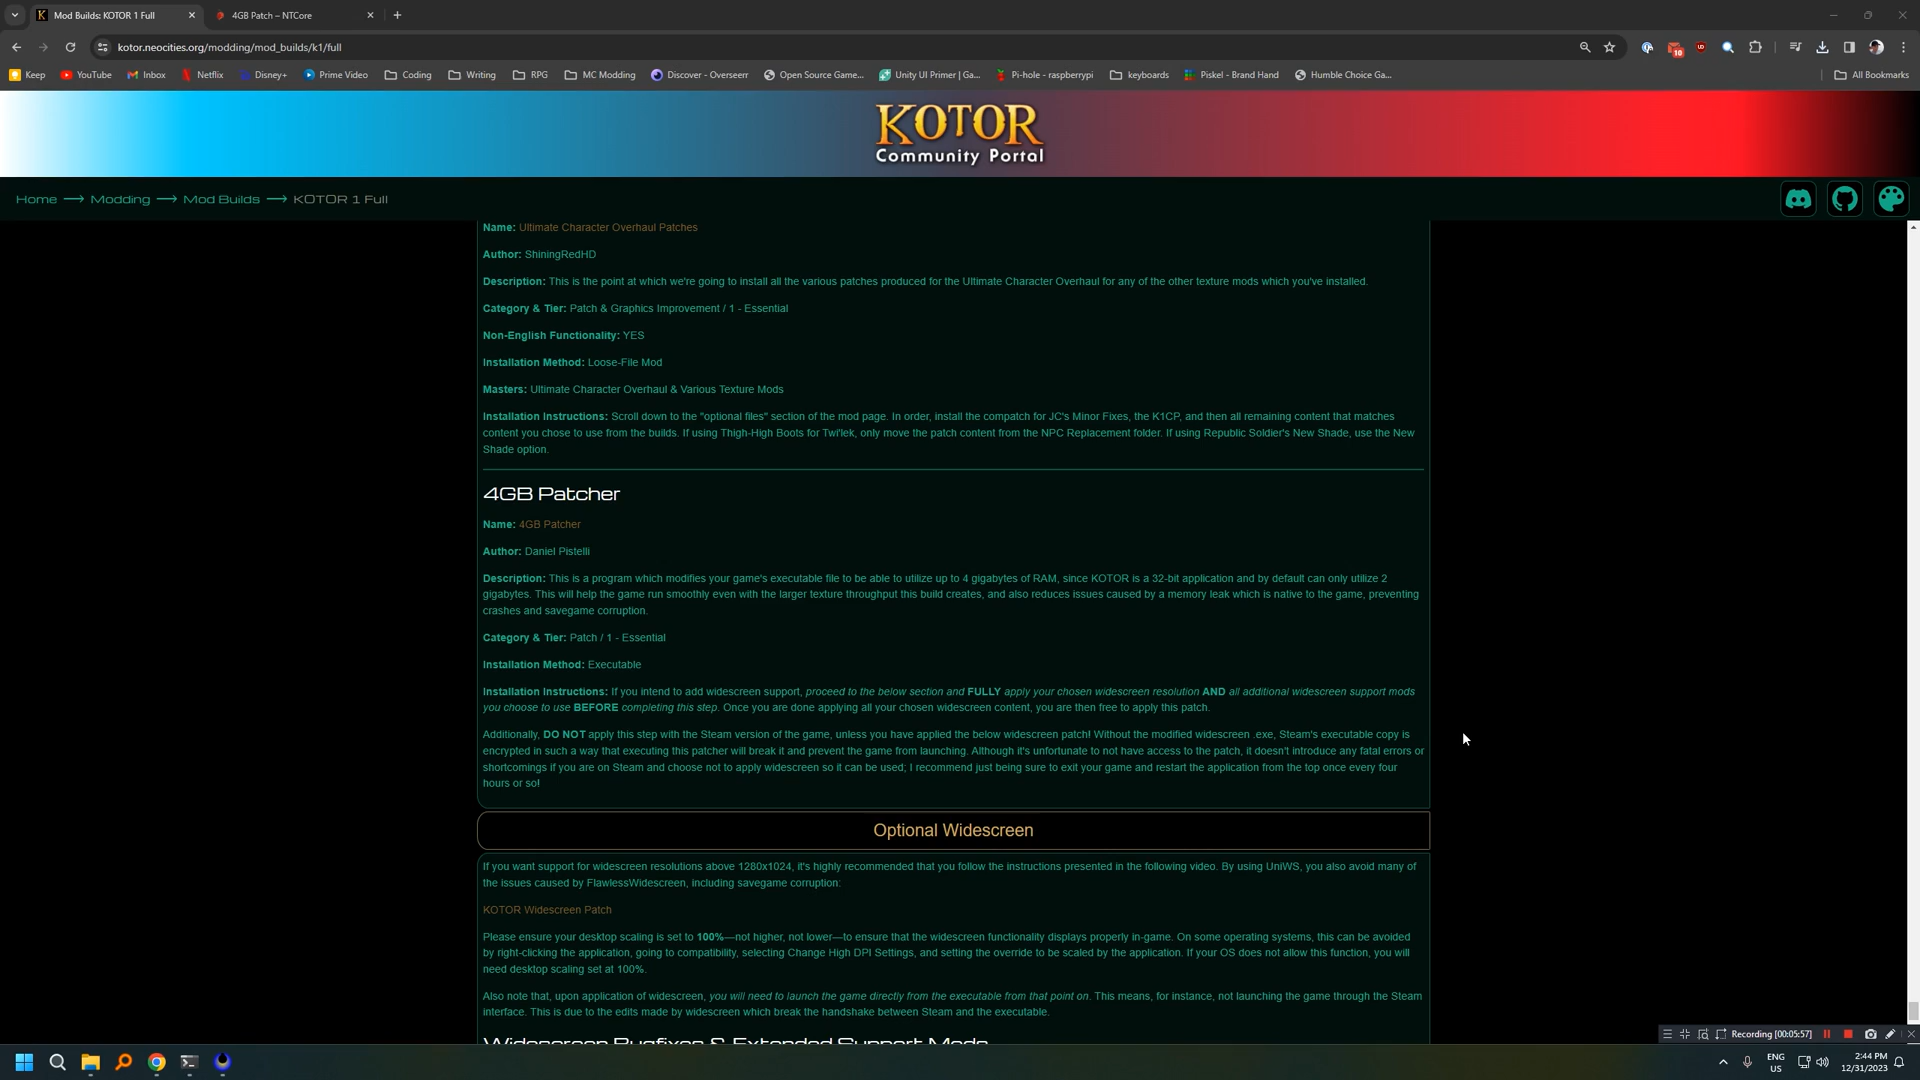 Mod Builds: KOTOR 1 Full
4GB Patch – NTCore
kotor.neocities.org/modding/mod_builds/k1/full
10
Keep
YouTube
Inbox
Netflix
Disney+
Prime Video
Coding
Writing
RPG
MC Modding
Discover - Overseerr
Open Source Game...
Unity UI Primer | Ga...
Pi-hole - raspberrypi
keyboards
Piskel - Brand Hand
Humble Choice Ga...
All Bookmarks
KOTOR
Community Portal
Home → Modding → Mod Builds → KOTOR 1 Full
Name: Ultimate Character Overhaul Patches
Author: ShiningRedHD
Description: This is the point at which we're going to install all the various patches produced for the Ultimate Character Overhaul for any of the other texture mods which you've installed.
Category & Tier: Patch & Graphics Improvement / 1 - Essential
Non-English Functionality: YES
Installation Method: Loose-File Mod
Masters: Ultimate Character Overhaul & Various Texture Mods
Installation Instructions: Scroll down to the "optional files" section of the mod page. In order, install the compatch for JC's Minor Fixes, the K1CP, and then all remaining content that matches
content you chose to use from the builds. If using Thigh-High Boots for Twi'lek, only move the patch content from the NPC Replacement folder. If using Republic Soldier's New Shade, use the New
Shade option.
4GB Patcher
Name: 4GB Patcher
Author: Daniel Pistelli
Description: This is a program which modifies your game's executable file to be able to utilize up to 4 gigabytes of RAM, since KOTOR is a 32-bit application and by default can only utilize 2
gigabytes. This will help the game run smoothly even with the larger texture throughput this build creates, and also reduces issues caused by a memory leak which is native to the game, preventing
crashes and savegame corruption.
Category & Tier: Patch / 1 - Essential
Installation Method: Executable
Installation Instructions: If you intend to add widescreen support, proceed to the below section and FULLY apply your chosen widescreen resolution AND all additional widescreen support mods
you choose to use BEFORE completing this step. Once you are done applying all your chosen widescreen content, you are then free to apply this patch.
Additionally, DO NOT apply this step with the Steam version of the game, unless you have applied the below widescreen patch! Without the modified widescreen .exe, Steam's executable copy is
encrypted in such a way that executing this patcher will break it and prevent the game from launching. Although it's unfortunate to not have access to the patch, it doesn't introduce any fatal errors or
shortcomings if you are on Steam and choose not to apply widescreen so it can be used; I recommend just being sure to exit your game and restart the application from the top once every four
hours or so!
Optional Widescreen
If you want support for widescreen resolutions above 1280x1024, it's highly recommended that you follow the instructions presented in the following video. By using UniWS, you also avoid many of
the issues caused by FlawlessWidescreen, including savegame corruption:
KOTOR Widescreen Patch
Please ensure your desktop scaling is set to 100%—not higher, not lower—to ensure that the widescreen functionality displays properly in-game. On some operating systems, this can be avoided
by right-clicking the application, going to compatibility, selecting Change High DPI Settings, and setting the override to be scaled by the application. If your OS does not allow this function, you will
need desktop scaling set at 100%.
Also note that, upon application of widescreen, you will need to launch the game directly from the executable from that point on. This means, for instance, not launching the game through the Steam
interface. This is due to the edits made by widescreen which break the handshake between Steam and the executable.
Widescreen Bugfixes & Extended Support Mods
Recording [00:05:57]
ENG
US
2:44 PM
12/31/2023